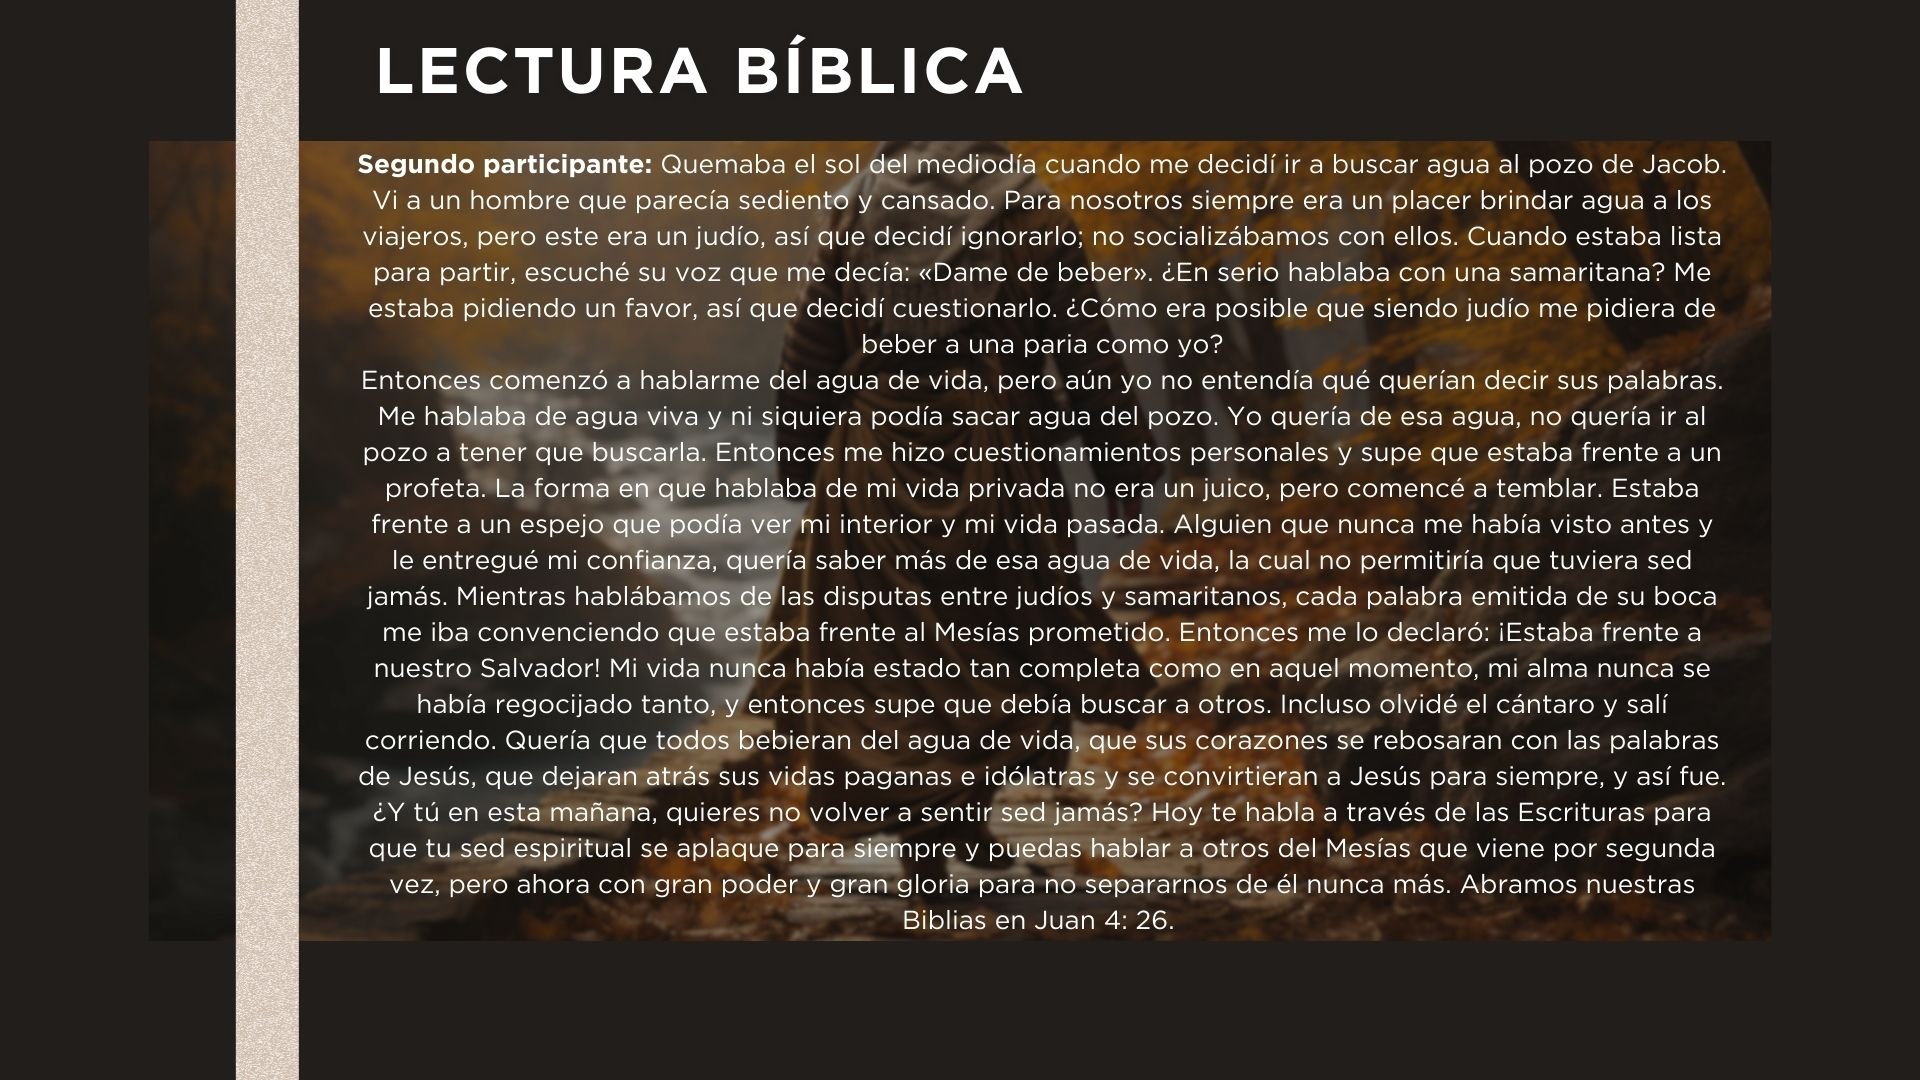 LECTURA BÍBLICA
Segundo participante: Quemaba el sol del mediodía cuando me decidí ir a buscar agua al pozo de Jacob.
Vi a un hombre que parecía sediento y cansado. Para nosotros siempre era un placer brindar agua a los
viajeros, pero este era un judío, así que decidí ignorarlo; no socializábamos con ellos. Cuando estaba lista
para partir, escuché su voz que me decía: «Dame de beber». ¿En serio hablaba con una samaritana? Me
estaba pidiendo un favor, así que decidí cuestionarlo. ¿Cómo era posible que siendo judío me pidiera de
beber a una paria como yo?
Entonces comenzó a hablarme del agua de vida, pero aún yo no entendía qué querían decir sus palabras.
Me hablaba de agua viva y ni siquiera podía sacar agua del pozo. Yo quería de esa agua, no quería ir al
pozo a tener que buscarla. Entonces me hizo cuestionamientos personales y supe que estaba frente a un
profeta. La forma en que hablaba de mi vida privada no era un juico, pero comencé a temblar. Estaba
frente a un espejo que podía ver mi interior y mi vida pasada. Alguien que nunca me había visto antes y
le entregué mi confianza, quería saber más de esa agua de vida, la cual no permitiría que tuviera sed
jamás. Mientras hablábamos de las disputas entre judíos y samaritanos, cada palabra emitida de su boca
me iba convenciendo que estaba frente al Mesías prometido. Entonces me lo declaró: ¡Estaba frente a
nuestro Salvador! Mi vida nunca había estado tan completa como en aquel momento, mi alma nunca se
había regocijado tanto, y entonces supe que debía buscar a otros. Incluso olvidé el cántaro y salí
corriendo. Quería que todos bebieran del agua de vida, que sus corazones se rebosaran con las palabras
de Jesús, que dejaran atrás sus vidas paganas e idólatras y se convirtieran a Jesús para siempre, y así fue.
¿Y tú en esta mañana, quieres no volver a sentir sed jamás? Hoy te habla a través de las Escrituras para
que tu sed espiritual se aplaque para siempre y puedas hablar a otros del Mesías que viene por segunda
vez, pero ahora con gran poder y gran gloria para no separarnos de él nunca más. Abramos nuestras
Biblias en Juan 4: 26.